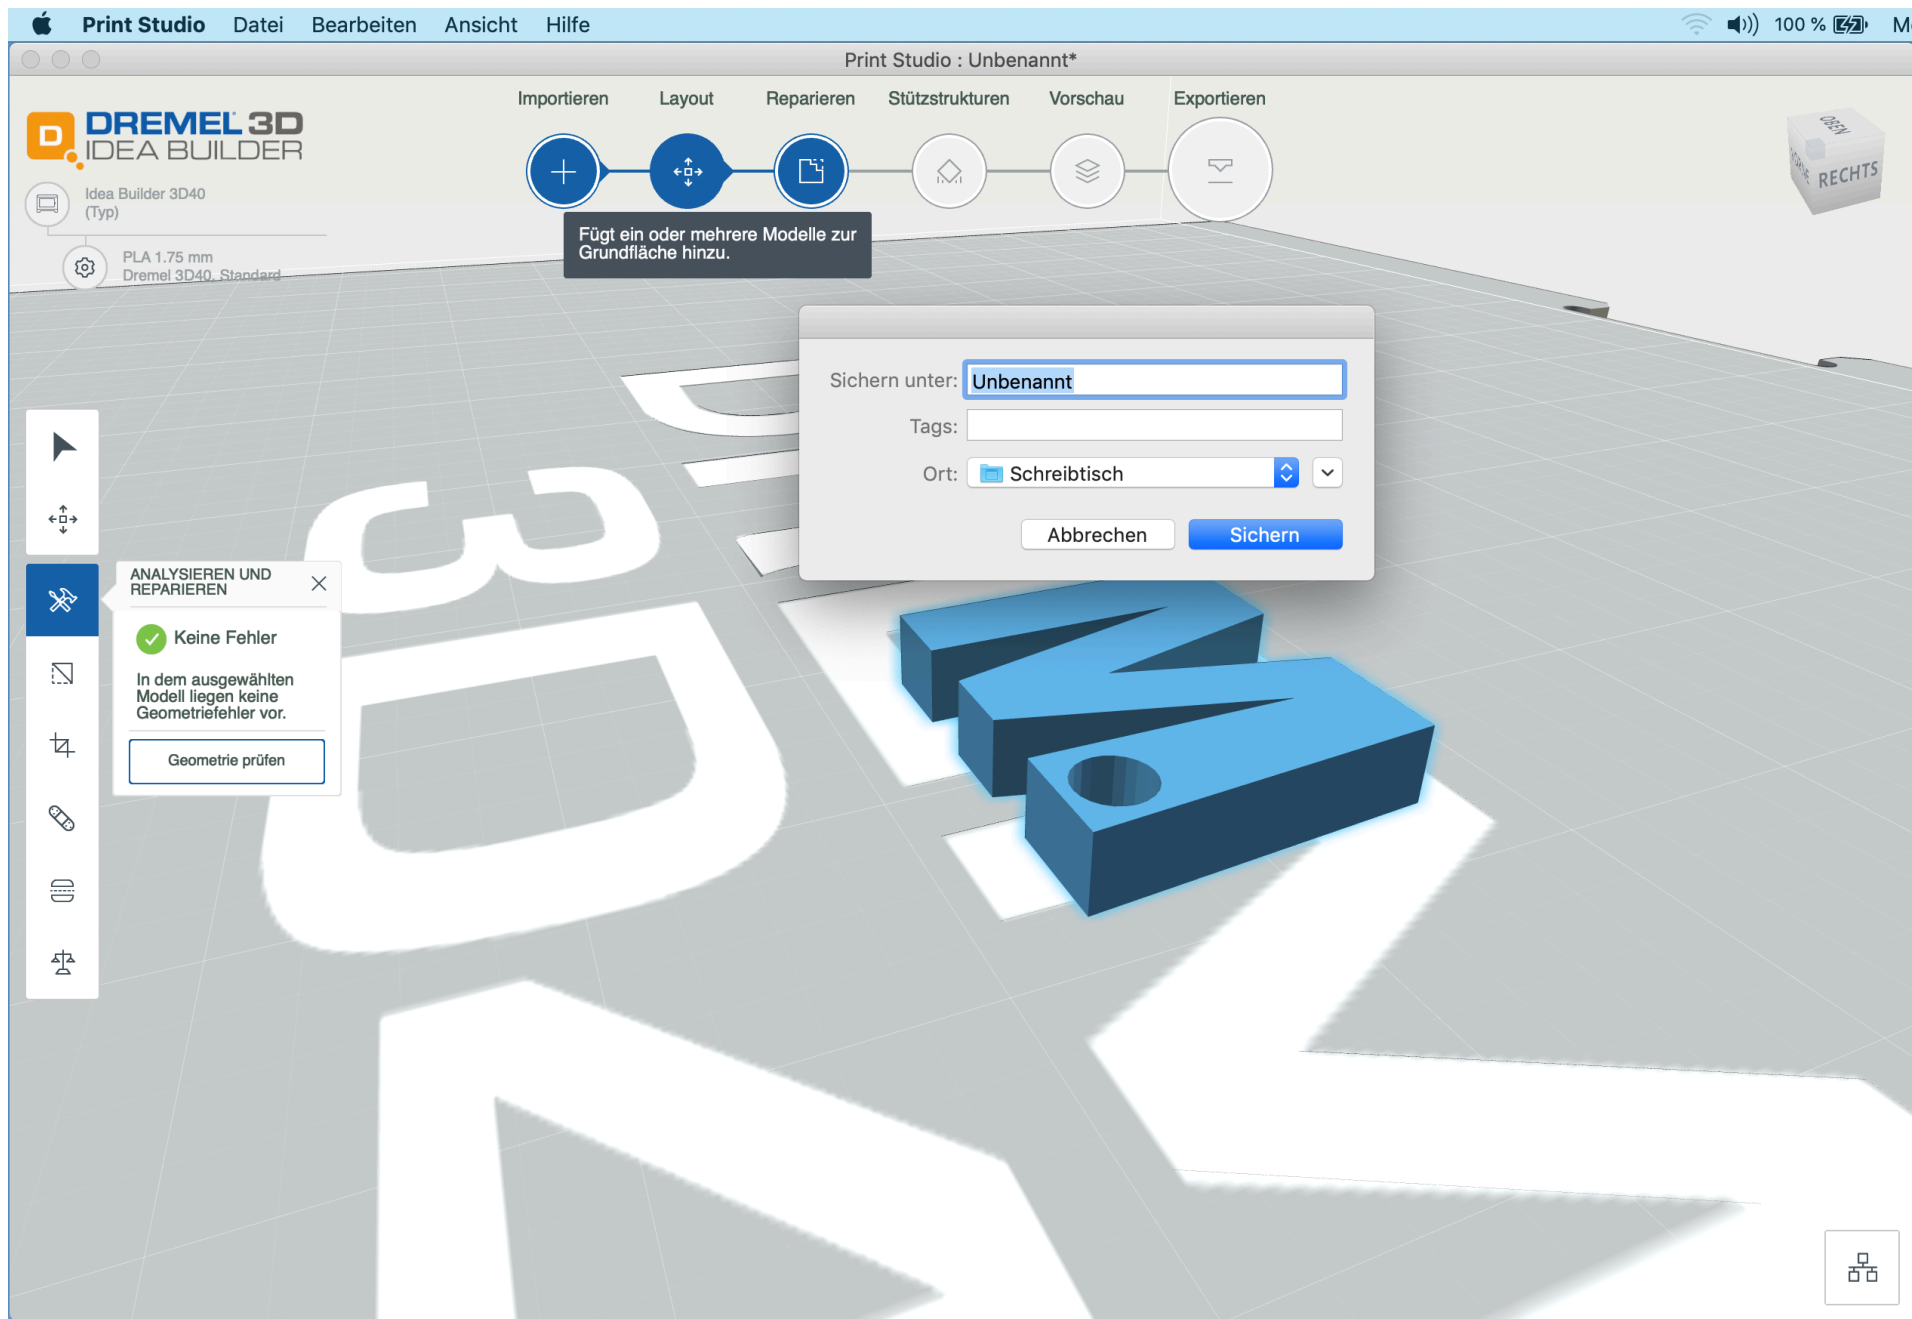 Print Studio Datei Bearbeiten Ansicht Hilfe 100 %
Print Studio : Unbenannt*
Importieren Layout Reparieren Stützstrukturen Vorschau Exportieren
DREMEL 3D
IDEA BUILDER
Idea Builder 3D40
(Typ)
PLA 1.75 mm
Dremel 3D40, Standard
Fügt ein oder mehrere Modelle zur
Grundfläche hinzu.
OBEN
RECHTS
Sichern unter: Unbenannt
Tags:
Ort: Schreibtisch
Abbrechen Sichern
ANALYSIEREN UND
REPARIEREN
Keine Fehler
In dem ausgewählten
Modell liegen keine
Geometriefehler vor.
Geometrie prüfen